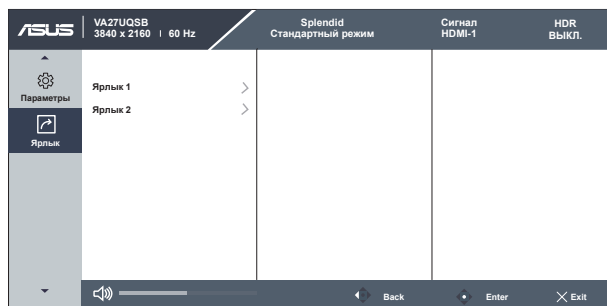 ASUS
VA27UQSB
3840 x 2160 | 60 Hz
Splendid
Стандартный режим
Сигнал
HDMI-1
HDR
ВЫКЛ.
Параметры
Ярлык
Ярлык 1
Ярлык 2
Back
Enter
Exit